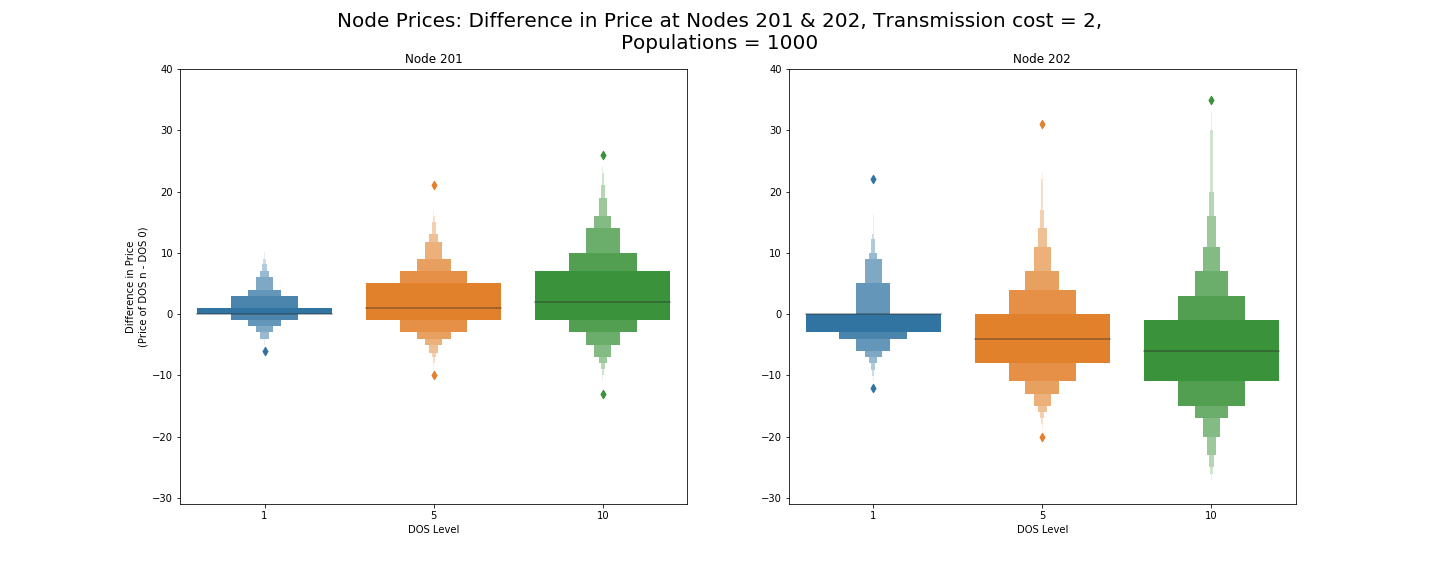 Node Prices: Difference in Price at Nodes 201 & 202, Transmission cost = 2,
Populations = 1000
Node 201
40
30
20
10
0
−10
−20
−30
Difference in Price
(Price of DOS n - DOS 0)
1
5
10
DOS Level
Node 202
40
30
20
10
0
−10
−20
−30
1
5
10
DOS Level